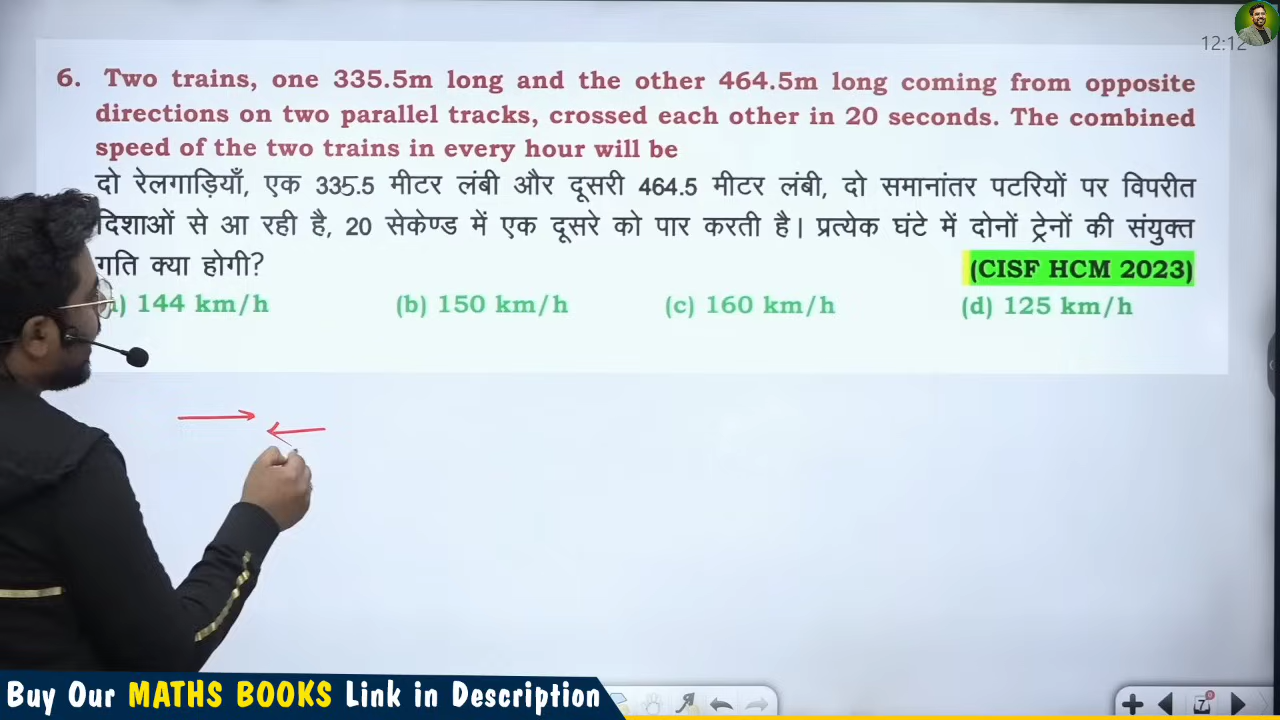 12:12
6. Two trains, one 335.5m long and the other 464.5m long coming from opposite
directions on two parallel tracks, crossed each other in 20 seconds. The combined
speed of the two trains in every hour will be
दो रेलगाड़ियाँ, एक 335.5 मीटर लंबी और दूसरी 464.5 मीटर लंबी, दो समानांतर पटरियों पर विपरीत
दिशाओं से आ रही है, 20 सेकेण्ड में एक दूसरे को पार करती है। प्रत्येक घंटे में दोनों ट्रेनों की संयुक्त
गति क्या होगी? (CISF HCM 2023)
) 144 km/h (b) 150 km/h (c) 160 km/h (d) 125 km/h
Buy Our MATHS BOOKS Link in Description
7